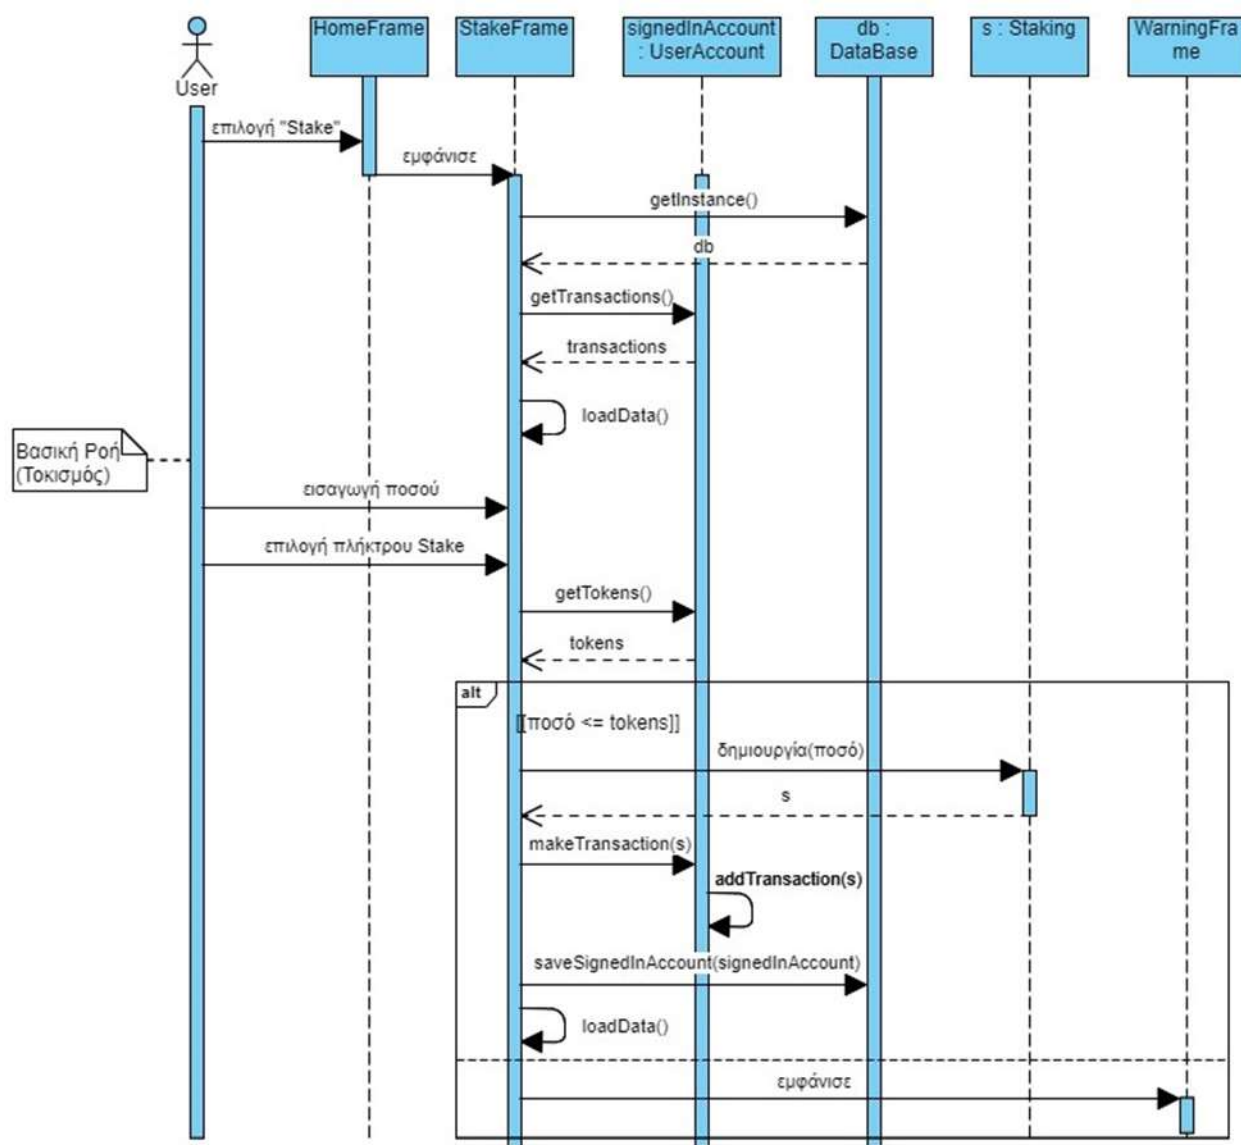 HomeFrame
StakeFrame
signedInAccount
: UserAccount
db :
DataBase
s : Staking
WarningFra
me
User
επιλογή "Stake"
εμφάνισε
getInstance()
db
getTransactions()
transactions
loadData()
Βασική Ροή
(Τοκισμός)
εισαγωγή ποσού
επιλογή πλήκτρου Stake
getTokens()
tokens
alt
[[ποσό <= tokens]]
δημιουργία(ποσό)
s
makeTransaction(s)
addTransaction(s)
saveSignedInAccount(signedInAccount)
loadData()
εμφάνισε